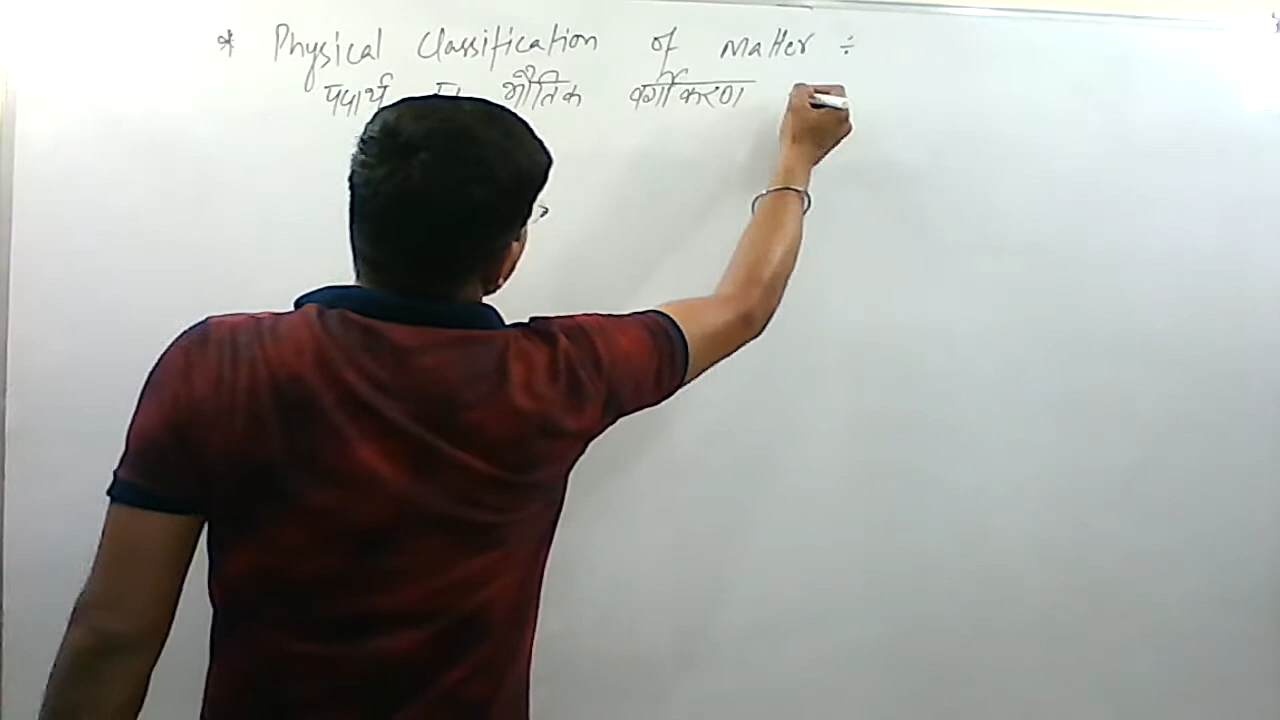 * Physical Classification of Matter ÷
पदार्थ भौतिक वर्गीकरण